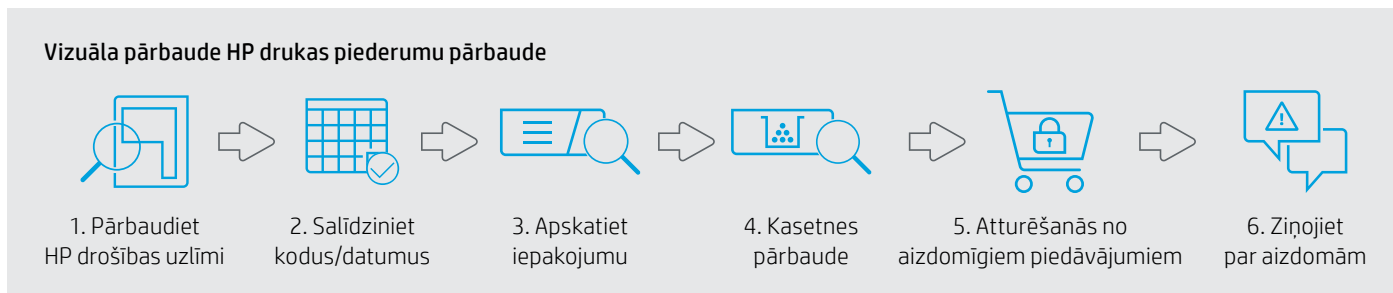 Vizuāla pārbaude HP drukas piederumu pārbaude
1. Pārbaudiet
HP drošības uzlīmi
2. Salīdziniet
kodus/datumus
3. Apskatiet
iepakojumu
4. Kasetnes
pārbaude
5. Atturēšanās no
aizdomīgiem piedāvājumiem
6. Ziņojiet
par aizdomām